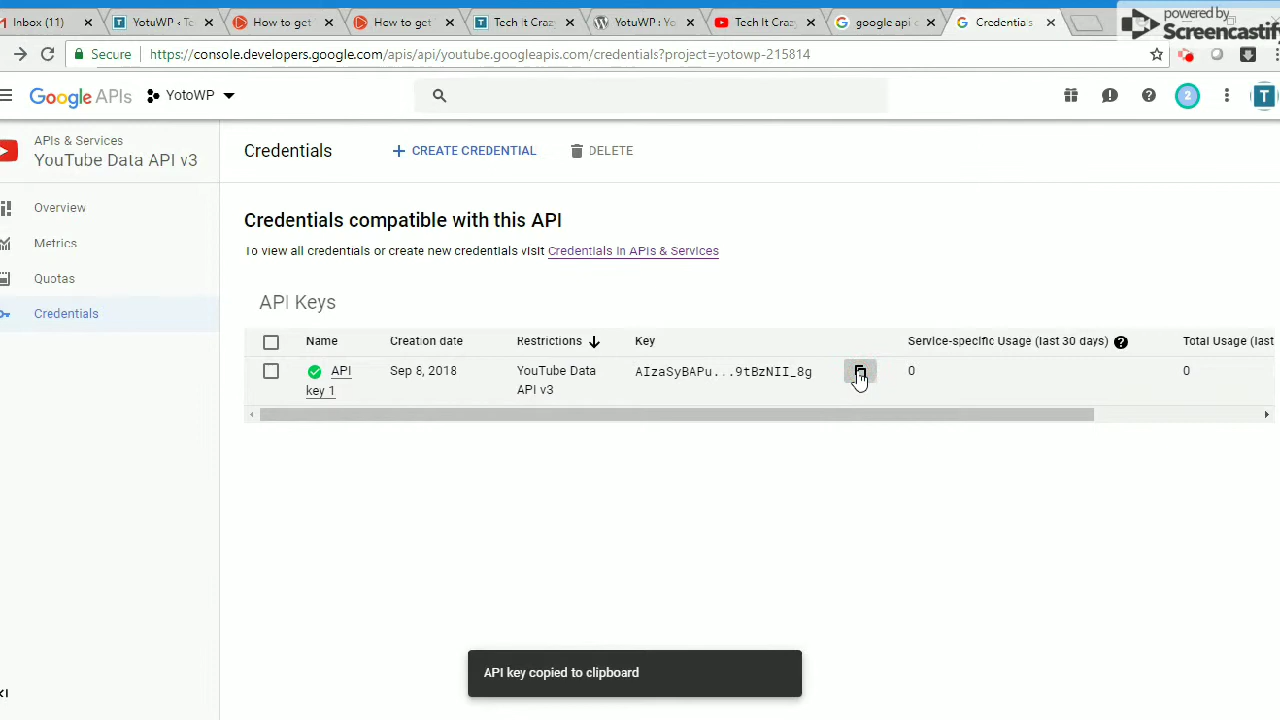 Inbox (11)
YotuWP ‹ Te
How to get
How to get
Tech It Craz
YotuWP : Yo
Tech It Crazy
google api c
Credentials
powered by
Screencastify
Secure
https://console.developers.google.com/apis/api/youtube.googleapis.com/credentials?project=yotowp-215814
Google APIs
YotoWP
2
T
APIs & Services
YouTube Data API v3
Credentials
CREATE CREDENTIAL
DELETE
Overview
Metrics
Quotas
Credentials
Credentials compatible with this API
To view all credentials or create new credentials visit Credentials in APIs & Services
API Keys
Name
Creation date
Restrictions
Key
Service-specific Usage (last 30 days)
Total Usage (last
API key 1
Sep 8, 2018
YouTube Data API v3
AIzaSyBAPu...9tBzNII_8g
0
0
API key copied to clipboard